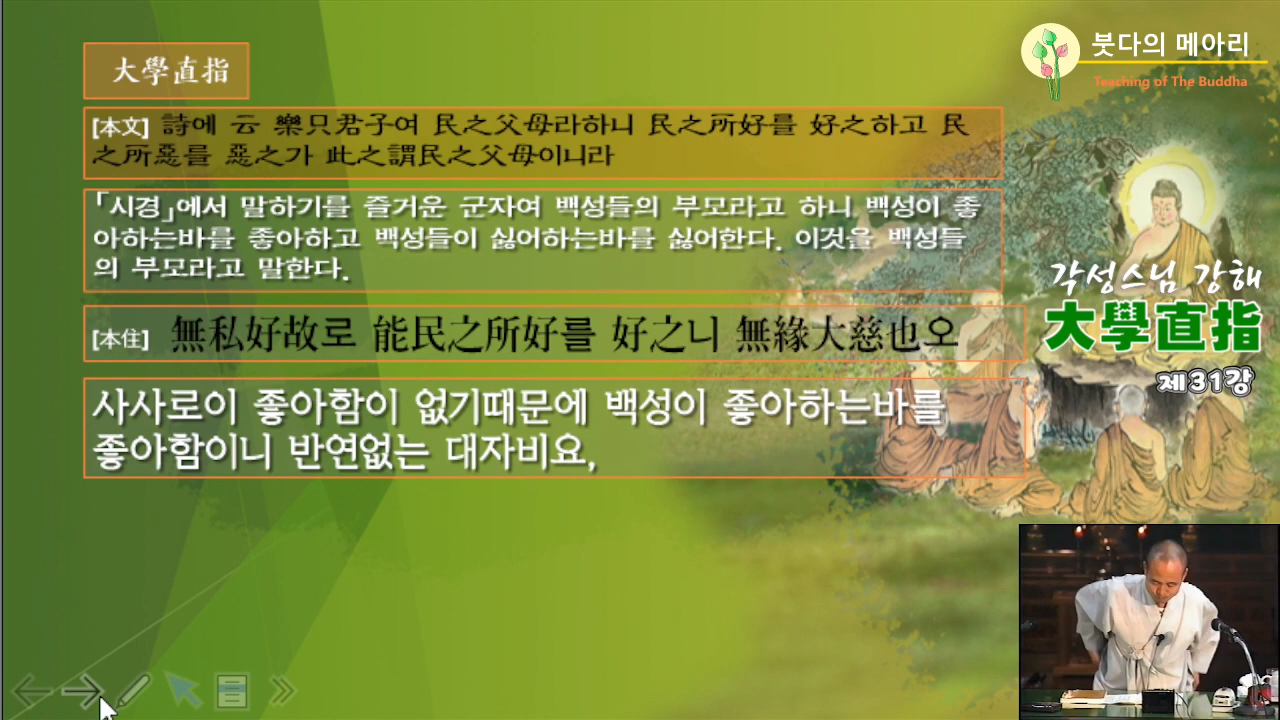 大學直指
[本文] 詩에 云 樂只君子여 民之父母라하니 民之所好를 好之하고 民
之所惡를 惡之가 此之謂民之父母이니라
「시경」에서 말하기를 즐거운 군자여 백성들의 부모라고 하니 백성이 좋
아하는바를 좋아하고 백성들이 싫어하는바를 싫어한다. 이것을 백성들
의 부모라고 말한다.
[本住] 無私好故로 能民之所好를 好之니 無緣大慈也오
사사로이 좋아함이 없기때문에 백성이 좋아하는바를
좋아함이니 반연없는 대자비요,
붓다의 메아리
Teaching of The Buddha
각성스님 강해
大學直指
제31강